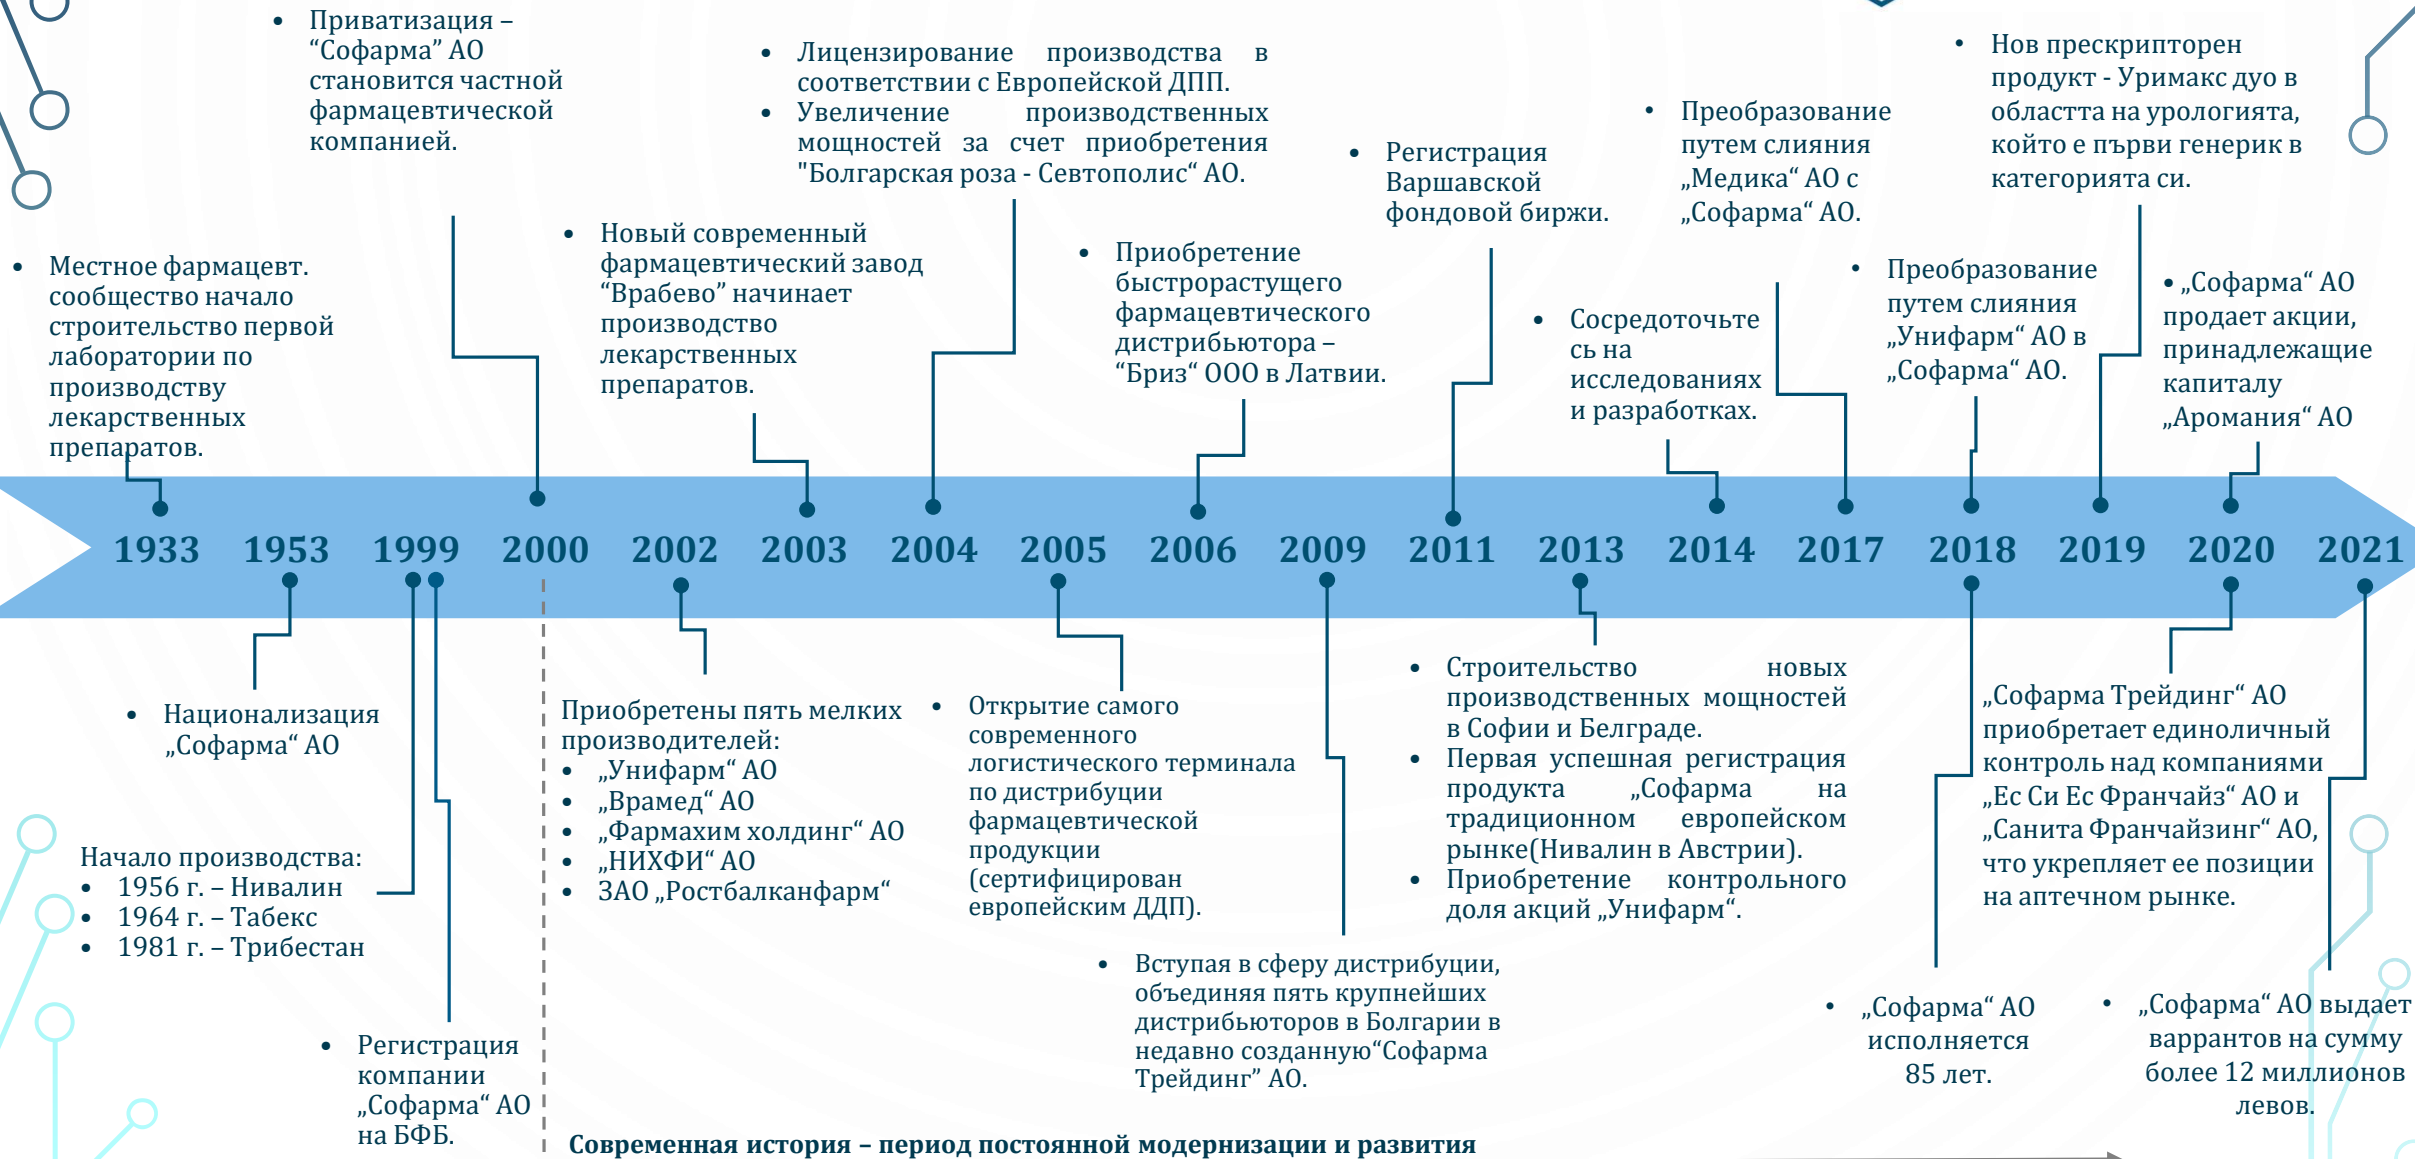 • Приватизация –
“Софарма” АО
становится частной
фармацевтической
компанией.
• Лицензирование производства в
соответствии с Европейской ДПП.
• Увеличение производственных
мощностей за счет приобретения
"Болгарская роза - Севтополис“ АО.
• Нов прескрипторен
продукт - Уримакс дуо в
областта на урологията,
който е първи генерик в
категорията си.
• Преобразование
путем слияния
„Медика“ АО с
„Софарма“ АО.
• Регистрация
Варшавской
фондовой биржи.
• Местное фармацевт.
сообщество начало
строительство первой
лаборатории по
производству
лекарственных
препаратов.
• Новый современный
фармацевтический завод
“Врабево” начинает
производство
лекарственных
препаратов.
• Приобретение
быстрорастущего
фармацевтического
дистрибьютора –
“Бриз“ ООО в Латвии.
• Сосредоточьте
сь на
исследованиях
и разработках.
• Преобразование
путем слияния
„Унифарм“ АО в
„Софарма“ АО.
• „Софарма“ АО
продает акции,
принадлежащие
капиталу
„Аромания“ АО
1933 1953 1999 2000 2002 2003 2004 2005 2006 2009 2011 2013 2014 2017 2018 2019 2020 2021
• Национализация
„Софарма“ АО
Начало производства:
• 1956 г. – Нивалин
• 1964 г. – Табекс
• 1981 г. – Трибестан
• Регистрация
компании
„Софарма“ АО
на БФБ.
Приобретены пять мелких
производителей:
• „Унифарм“ АО
• „Врамед“ АО
• „Фармахим холдинг“ АО
• „НИХФИ“ АО
• ЗАО „Ростбалканфарм“
• Открытие самого
современного
логистического терминала
по дистрибуции
фармацевтической
продукции
(сертифицирован
европейским ДДП).
• Вступая в сферу дистрибуции,
объединяя пять крупнейших
дистрибьюторов в Болгарии в
недавно созданную“Софарма
Трейдинг” АО.
• Строительство новых
производственных мощностей
в Софии и Белграде.
• Первая успешная регистрация
продукта „Софарма на
традиционном европейском
рынке(Нивалин в Австрии).
• Приобретение контрольного
доля акций „Унифарм“.
• „Софарма“ АО
исполняется
85 лет.
„Софарма Трейдинг“ АО
приобретает единоличный
контроль над компаниями
„Ес Си Ес Франчайз“ АО и
„Санита Франчайзинг“ АО,
что укрепляет ее позиции
на аптечном рынке.
• „Софарма“ АО выдает
варрантов на сумму
более 12 миллионов
левов.
Современная история – период постоянной модернизации и развития